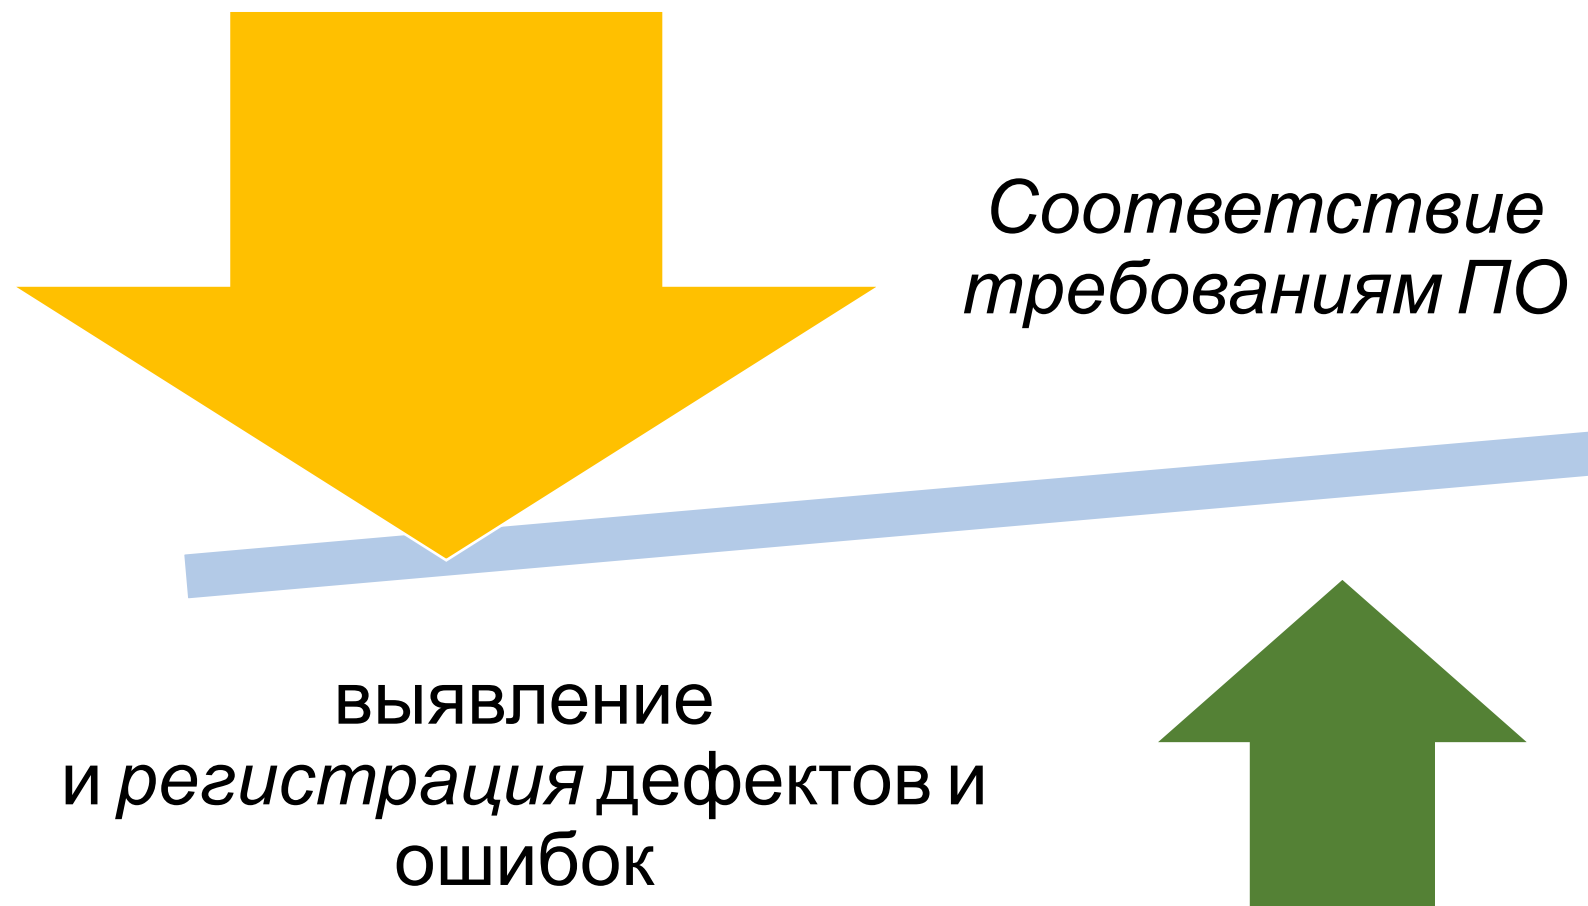 Соответствие
требованиям ПО
выявление
и регистрация дефектов и
ошибок